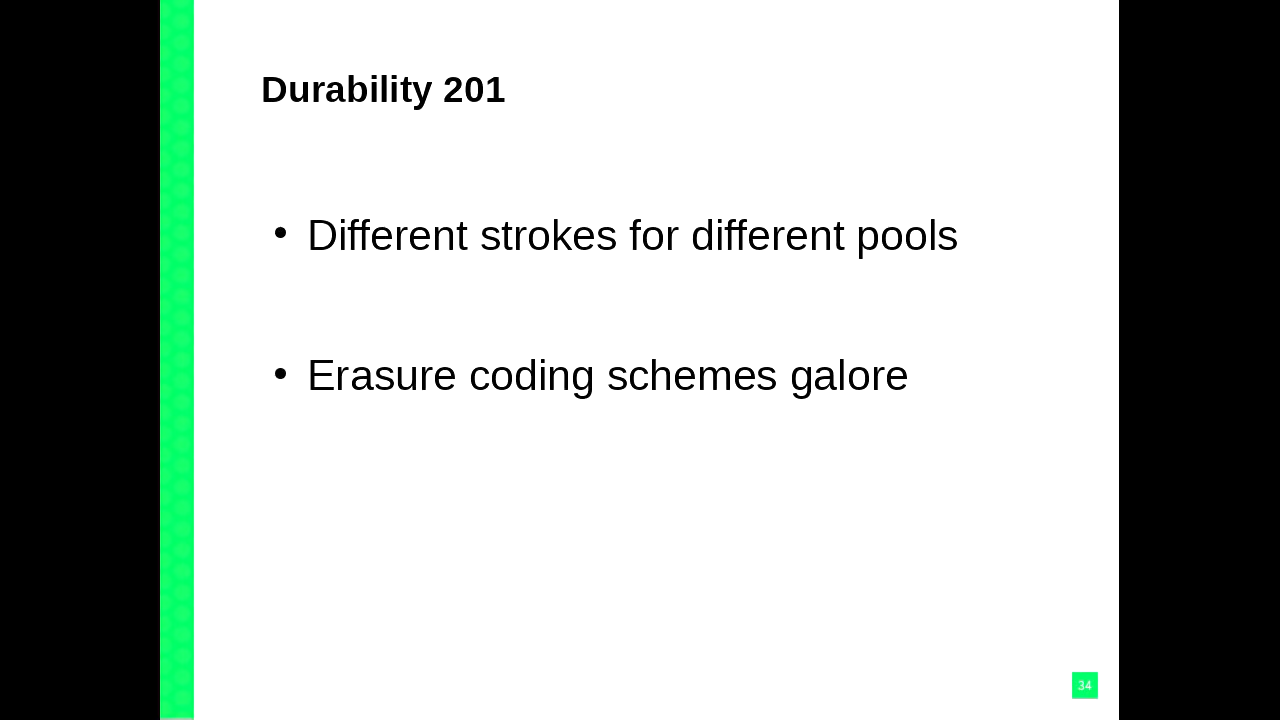 Durability 201
• Different strokes for different pools
• Erasure coding schemes galore
34